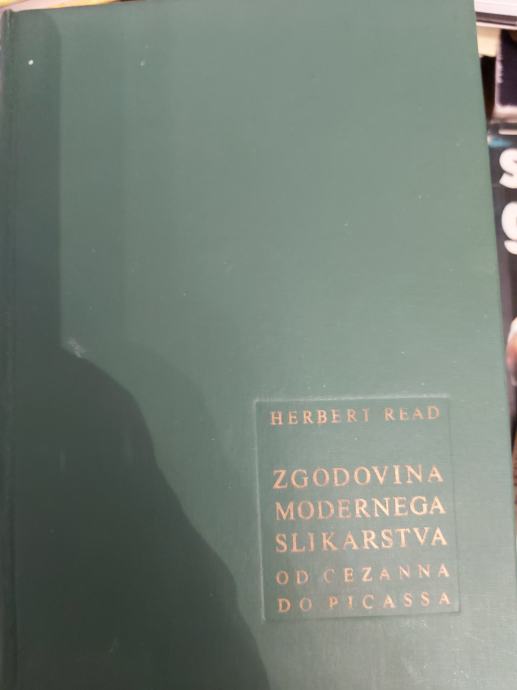 HERBERT READ
ZGODOVINA
MODERNEGA
SLIKARSTVA
OD CEZANNA
DO PICASSA